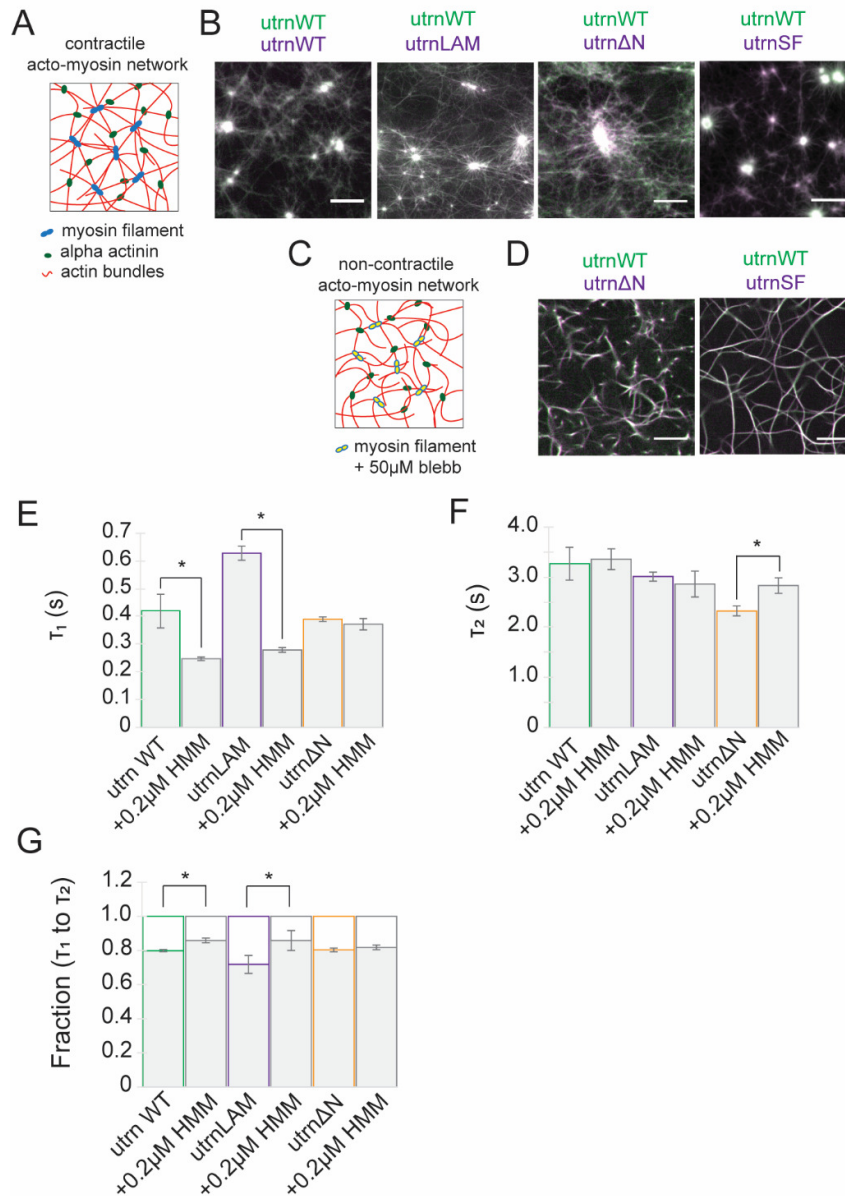 A
contractile
acto-myosin network
myosin filament
alpha actinin
actin bundles
B
utrnWT
utrnWT
utrnWT
utrnLAM
utrnWT
utrnΔN
utrnWT
utrnSF
C
non-contractile
acto-myosin network
myosin filament
+ 50µM blebb
D
utrnWT
utrnΔN
utrnWT
utrnSF
E
τ₁ (s)
0.7
0.6
0.5
0.4
0.3
0.2
0.1
0
*
*
utrn WT
+0.2µM HMM
utrnLAM
+0.2µM HMM
utrnΔN
+0.2µM HMM
F
τ₂ (s)
4.0
3.0
2.0
1.0
0
*
utrn WT
+0.2µM HMM
utrnLAM
+0.2µM HMM
utrnΔN
+0.2µM HMM
G
Fraction (τ₁ to τ₂)
1.2
1.0
0.8
0.6
0.4
0.2
0
*
*
utrn WT
+0.2µM HMM
utrnLAM
+0.2µM HMM
utrnΔN
+0.2µM HMM